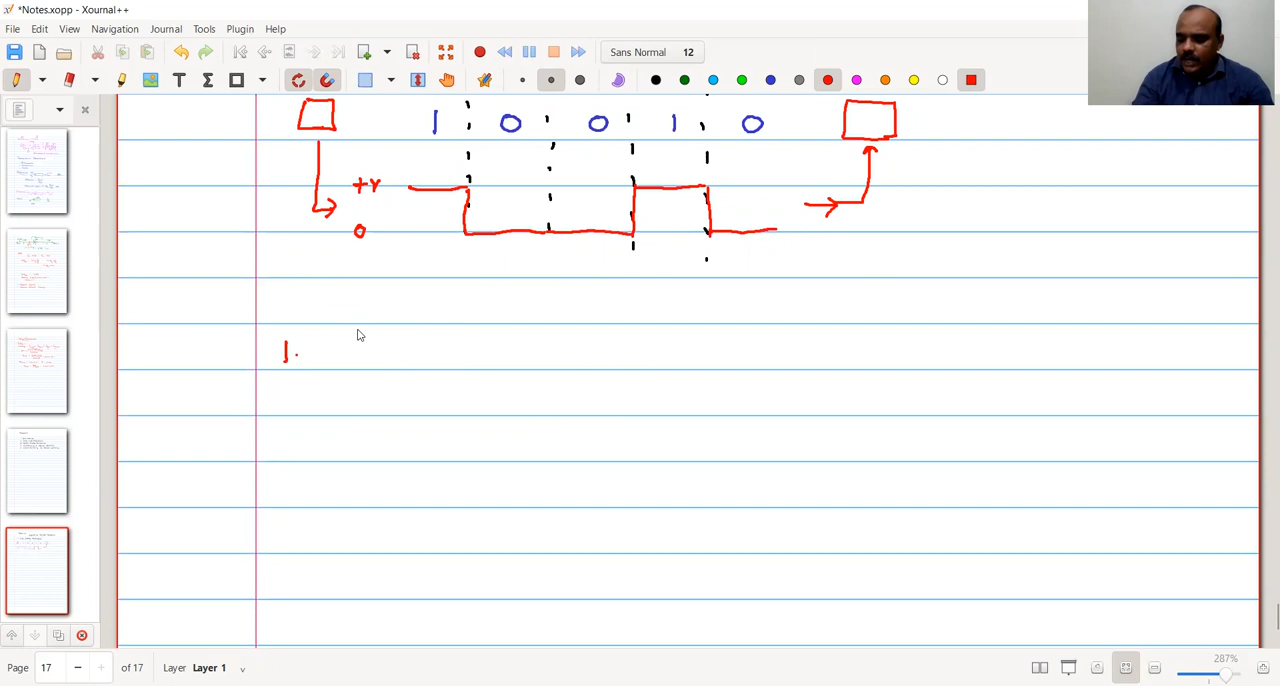 *Notes.xopp - Xournal++
File Edit View Navigation Journal Tools Plugin Help
Sans Normal 12
1 0 0 1 0
+v
0
1.
Page 17 of 17 Layer Layer 1
287%